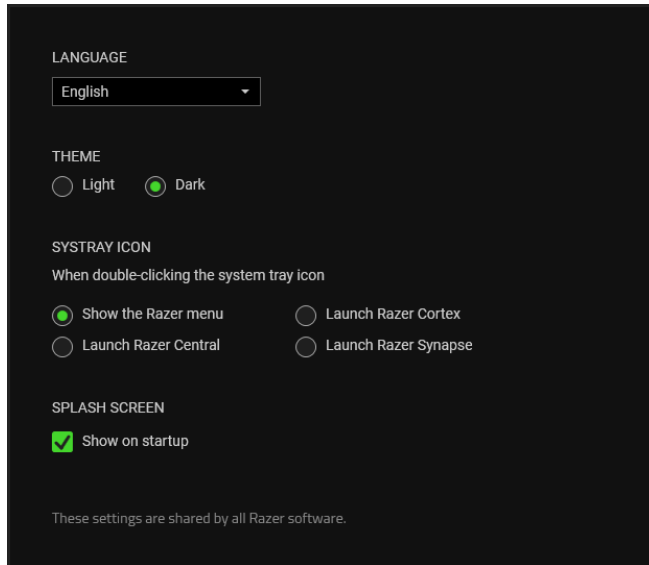 LANGUAGE
English
THEME
Light
Dark
SYSTRAY ICON
When double-clicking the system tray icon
Show the Razer menu
Launch Razer Cortex
Launch Razer Central
Launch Razer Synapse
SPLASH SCREEN
Show on startup
These settings are shared by all Razer software.